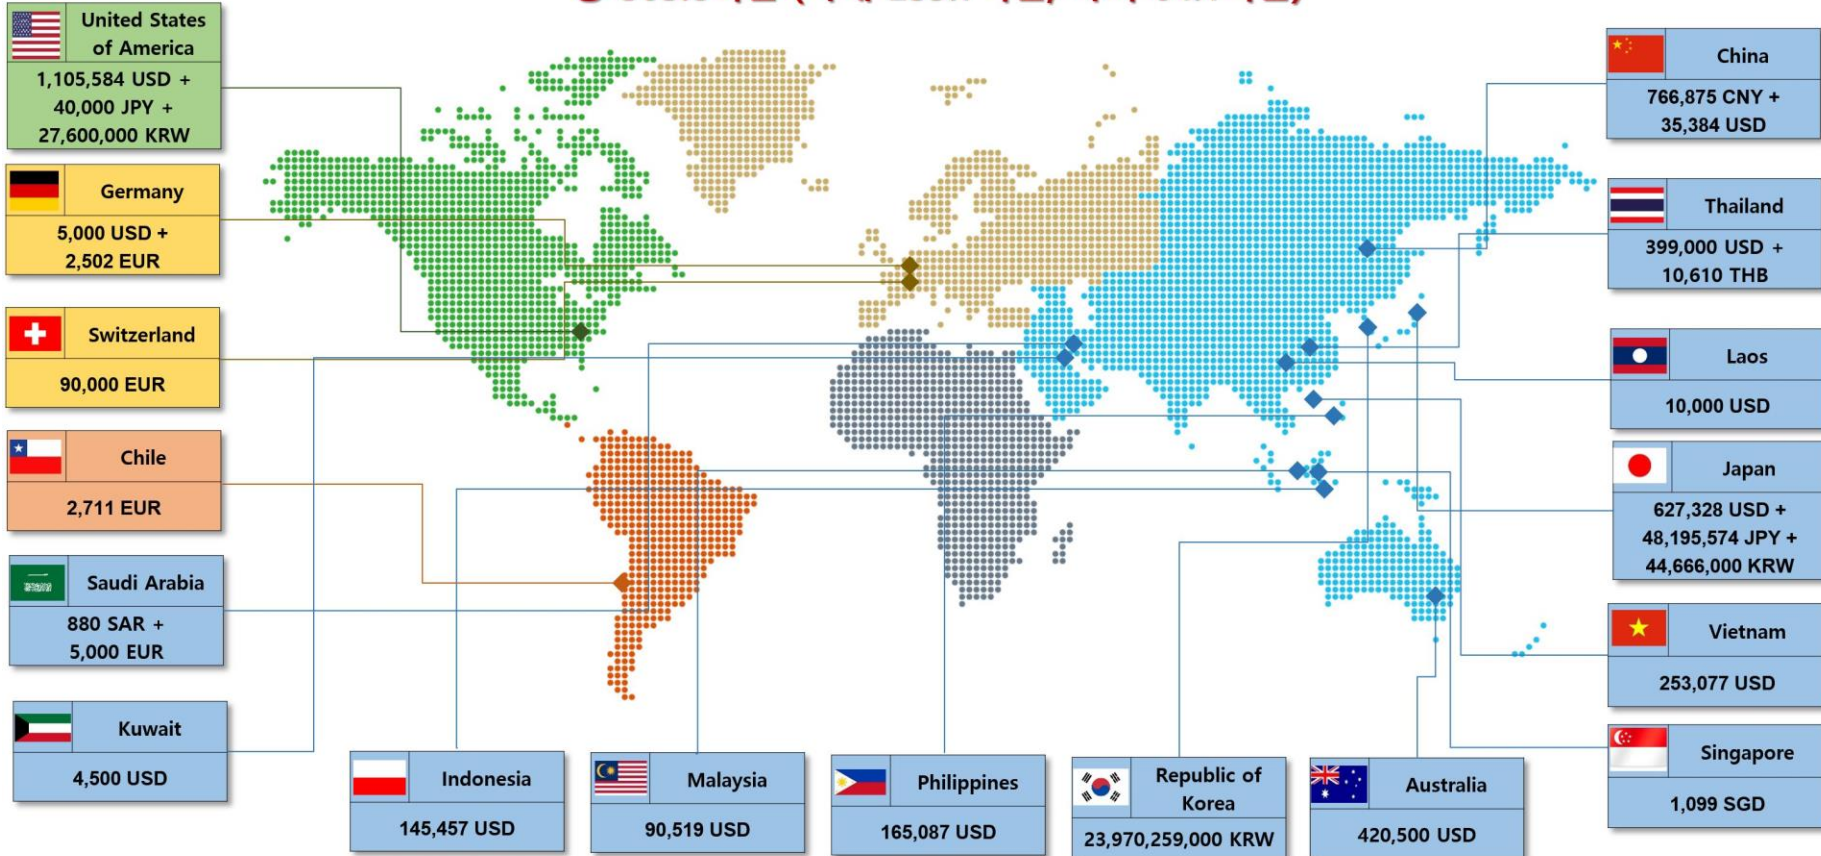 United States
of America
1,105,584 USD +
40,000 JPY +
27,600,000 KRW
Germany
5,000 USD +
2,502 EUR
Switzerland
90,000 EUR
Chile
2,711 EUR
Saudi Arabia
880 SAR +
5,000 EUR
Kuwait
4,500 USD
Indonesia
145,457 USD
Malaysia
90,519 USD
Philippines
165,087 USD
Republic of
Korea
23,970,259,000 KRW
Australia
420,500 USD
China
766,875 CNY +
35,384 USD
Thailand
399,000 USD +
10,610 THB
Laos
10,000 USD
Japan
627,328 USD +
48,195,574 JPY +
44,666,000 KRW
Vietnam
253,077 USD
Singapore
1,099 SGD